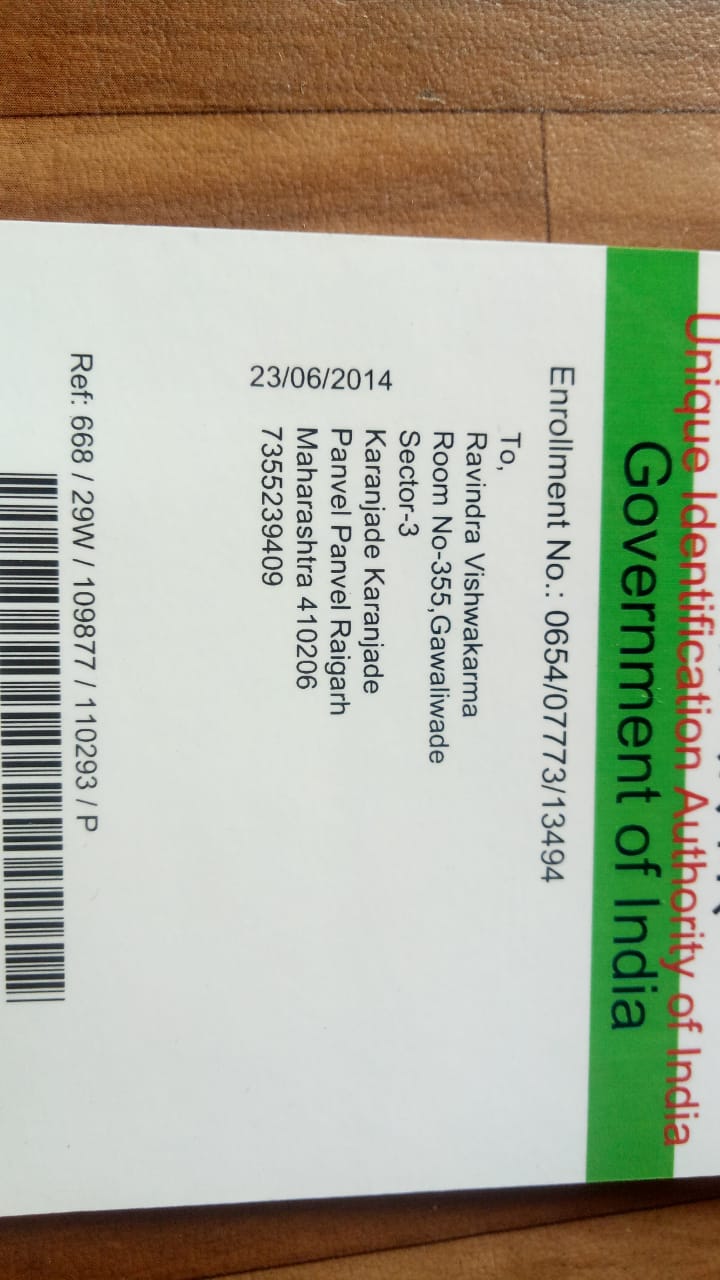 Unique Identification Authority of India
Government of India
Enrollment No.: 0654/07773/13494
To,
Ravindra Vishwakarma
Room No-355,Gawaliwade
Sector-3
Karanjade Karanjade
Panvel Panvel Raigarh
Maharashtra 410206
7355239409
23/06/2014
Ref: 668 / 29W / 109877 / 110293 / P